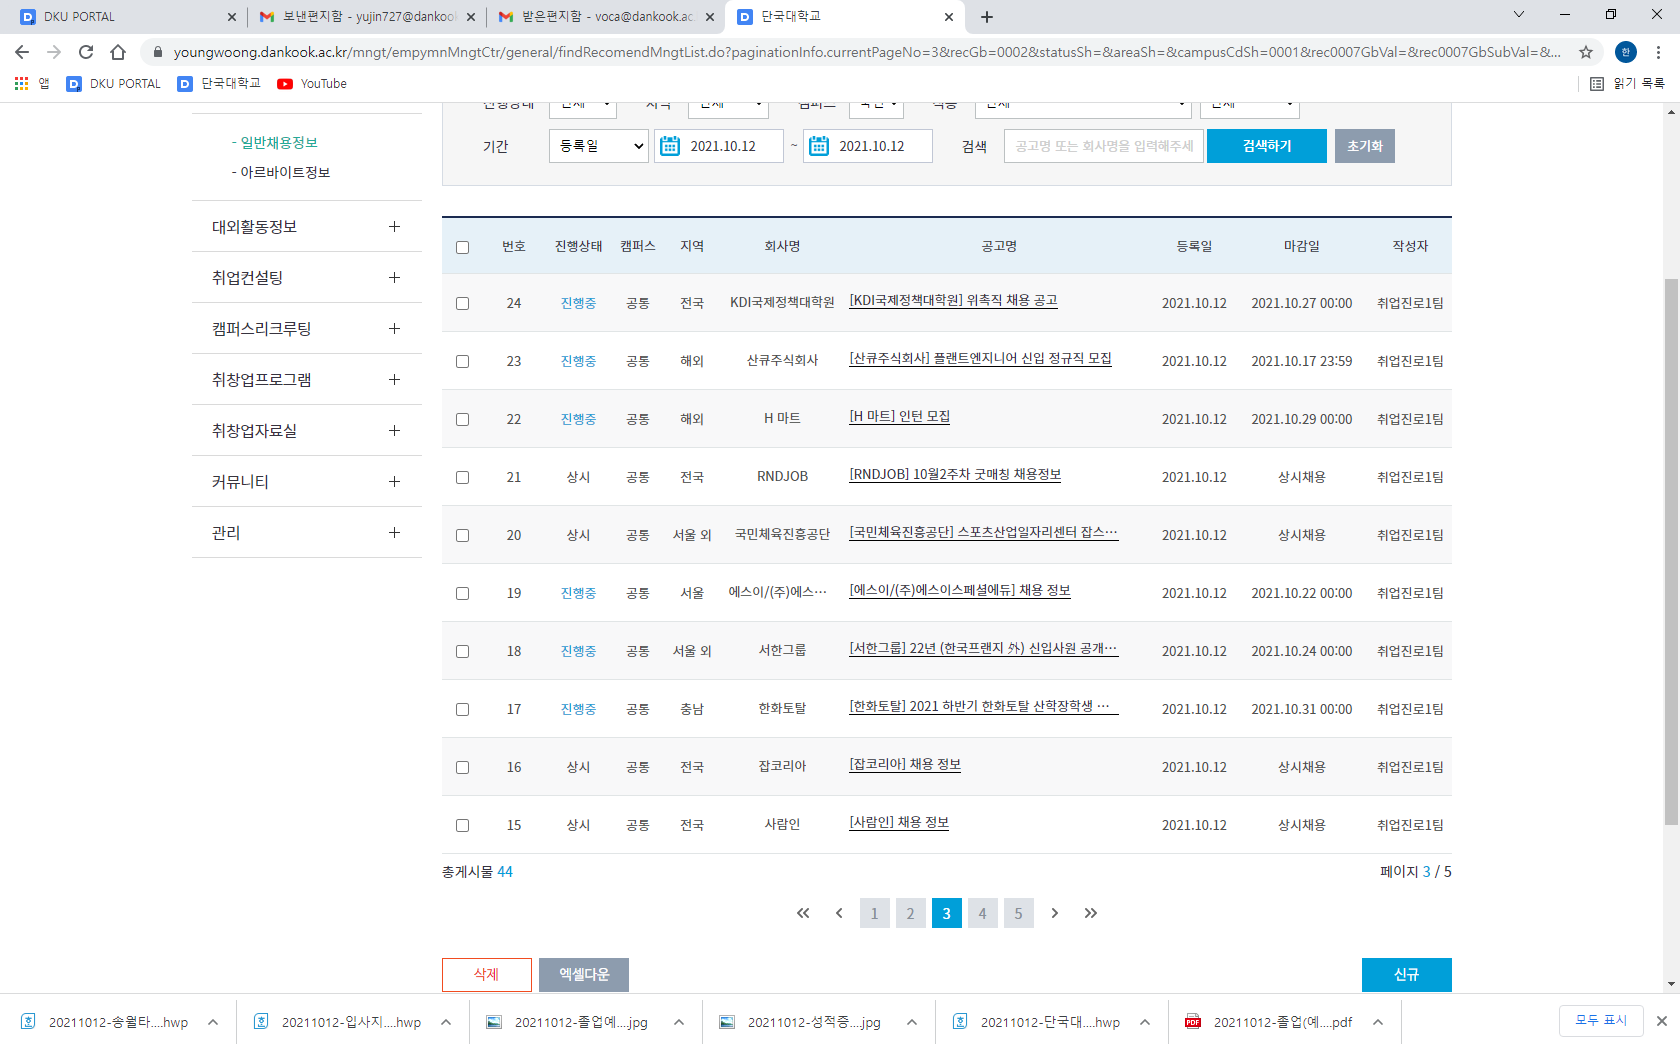 DKU PORTAL
보낸편지함 - yujin727@dankook
받은편지함 - voca@dankook.ac.
단국대학교
youngwoong.dankook.ac.kr/mngt/empymnMngtCtr/general/findRecomendMngtList.do?paginationInfo.currentPageNo=3&recGb=0002&statusSh=&areaSh=&campusCdSh=0001&rec0007GbVal=&rec0007GbSubVal=&...
한
앱 DKU PORTAL 단국대학교 YouTube 읽기 목록
- 일반채용정보
- 아르바이트정보
대외활동정보
취업컨설팅
캠퍼스리크루팅
취창업프로그램
취창업자료실
커뮤니티
관리
기간 등록일 2021.10.12 ~ 2021.10.12 검색 공고명 또는 회사명을 입력해주세 검색하기 초기화
번호 진행상태 캠퍼스 지역 회사명 공고명 등록일 마감일 작성자
24 진행중 공통 전국 KDI국제정책대학원 [KDI국제정책대학원] 위촉직 채용 공고 2021.10.12 2021.10.27 00:00 취업진로1팀
23 진행중 공통 해외 산큐주식회사 [산큐주식회사] 플랜트엔지니어 신입 정규직 모집 2021.10.12 2021.10.17 23:59 취업진로1팀
22 진행중 공통 해외 H 마트 [H 마트] 인턴 모집 2021.10.12 2021.10.29 00:00 취업진로1팀
21 상시 공통 전국 RNDJOB [RNDJOB] 10월2주차 굿매칭 채용정보 2021.10.12 상시채용 취업진로1팀
20 상시 공통 서울 외 국민체육진흥공단 [국민체육진흥공단] 스포츠산업일자리센터 잡스… 2021.10.12 상시채용 취업진로1팀
19 진행중 공통 서울 에스이/(주)에스… [에스이/(주)에스이스페셜에듀] 채용 정보 2021.10.12 2021.10.22 00:00 취업진로1팀
18 진행중 공통 서울 외 서한그룹 [서한그룹] 22년 (한국프랜지 外) 신입사원 공개… 2021.10.12 2021.10.24 00:00 취업진로1팀
17 진행중 공통 충남 한화토탈 [한화토탈] 2021 하반기 한화토탈 산학장학생 … 2021.10.12 2021.10.31 00:00 취업진로1팀
16 상시 공통 전국 잡코리아 [잡코리아] 채용 정보 2021.10.12 상시채용 취업진로1팀
15 상시 공통 전국 사람인 [사람인] 채용 정보 2021.10.12 상시채용 취업진로1팀
총게시물 44 페이지 3 / 5
1 2 3 4 5
삭제 엑셀다운 신규
20211012-송월타....hwp 20211012-입사지....hwp 20211012-졸업예....jpg 20211012-성적증....jpg 20211012-단국대....hwp 20211012-졸업(예....pdf 모두 표시